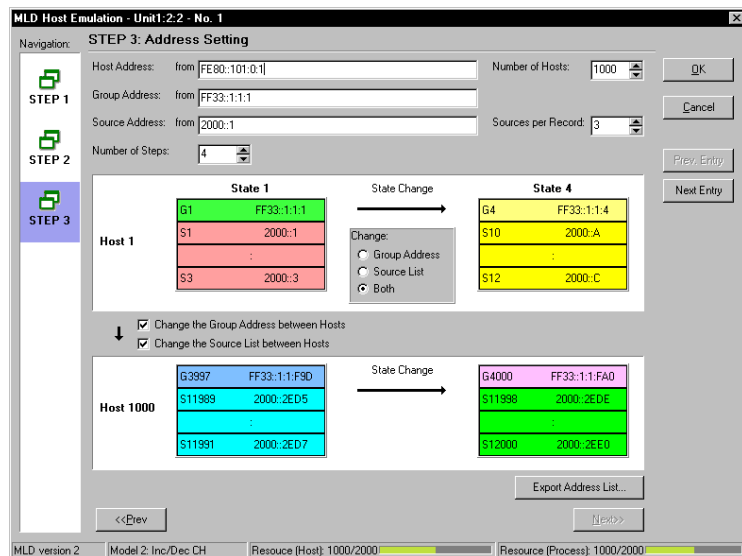 MLD Host Emulation - Unit1:2:2 - No. 1
Navigation:
STEP 1
STEP 2
STEP 3
STEP 3: Address Setting
Host Address: from FE80::101:0:1 Number of Hosts: 1000
Group Address: from FF33::1:1:1
Source Address: from 2000::1 Sources per Record: 3
Number of Steps: 4
OK
Cancel
Prev. Entry
Next Entry
State 1 State Change State 4
Host 1
G1 FF33::1:1:1
S1 2000::1
:
S3 2000::3
Change:
Group Address
Source List
Both
G4 FF33::1:1:4
S10 2000::A
:
S12 2000::C
Change the Group Address between Hosts
Change the Source List between Hosts
Host 1000
G3997 FF33::1:1:F9D
S11989 2000::2ED5
:
S11991 2000::2ED7
State Change
G4000 FF33::1:1:FA0
S11998 2000::2EDE
:
S12000 2000::2EE0
Export Address List...
<<Prev
Next>>
MLD version 2 Model 2: Inc/Dec CH Resouce (Host): 1000/2000 Resource (Process): 1000/2000